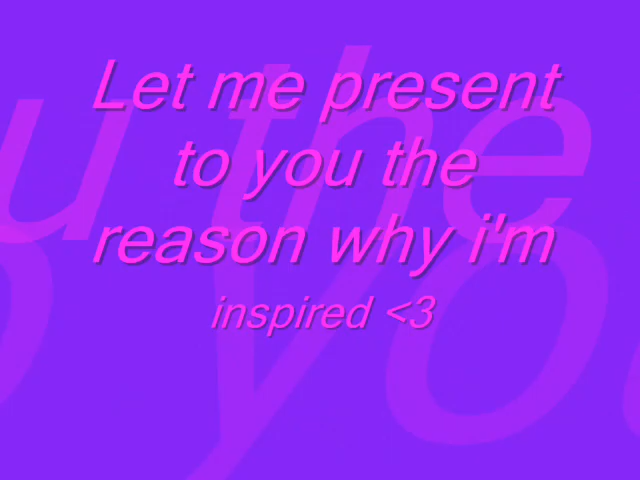 Let me present
to you the
reason why i'm
inspired <3